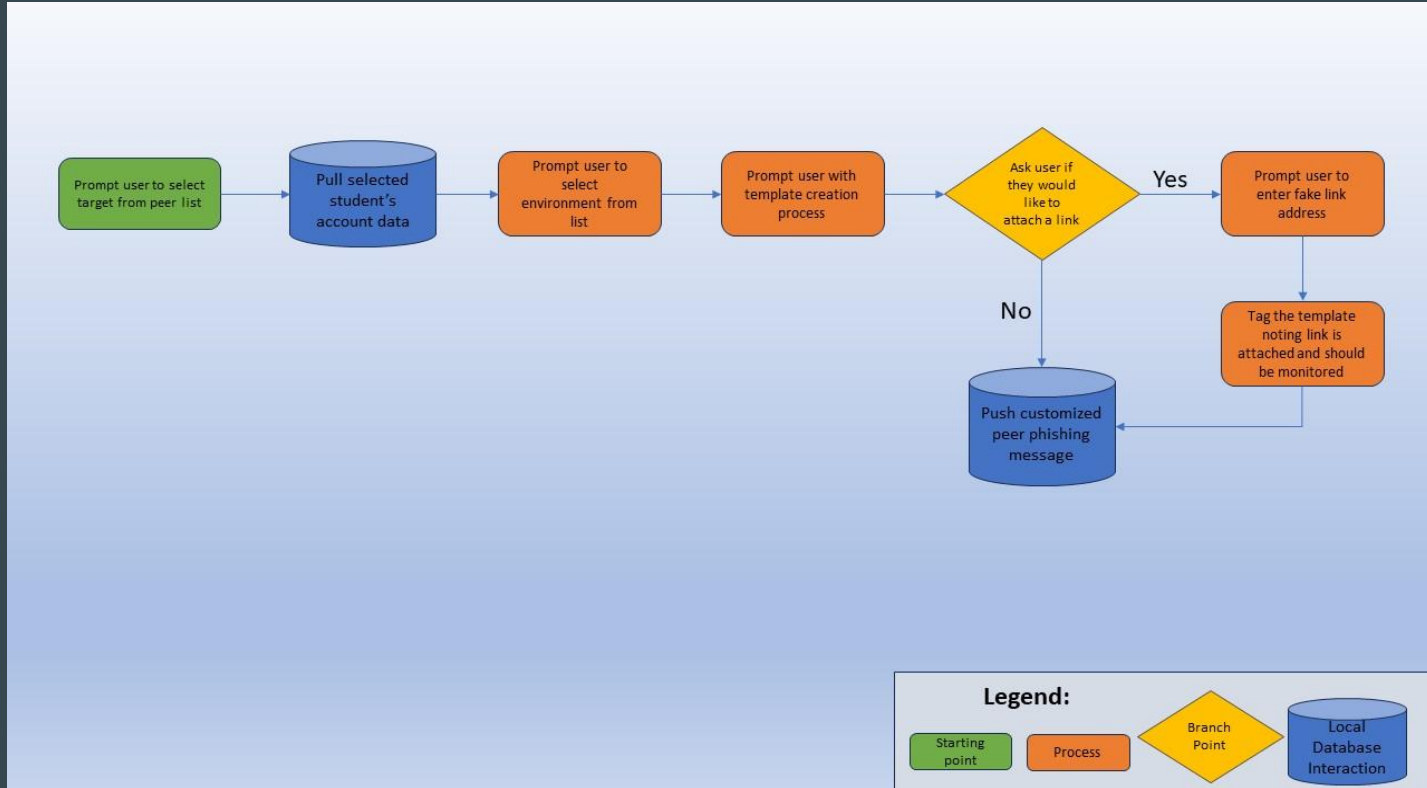 Prompt user to select
target from peer list
Pull selected
student's
account data
Prompt user to
select
environment from
list
Prompt user with
template creation
process
Ask user if
they would
like to
attach a link
Yes
Prompt user to
enter fake link
address
No
Tag the template
noting link is
attached and should
be monitored
Push customized
peer phishing
message
Legend:
Starting
point
Process
Branch
Point
Local
Database
Interaction